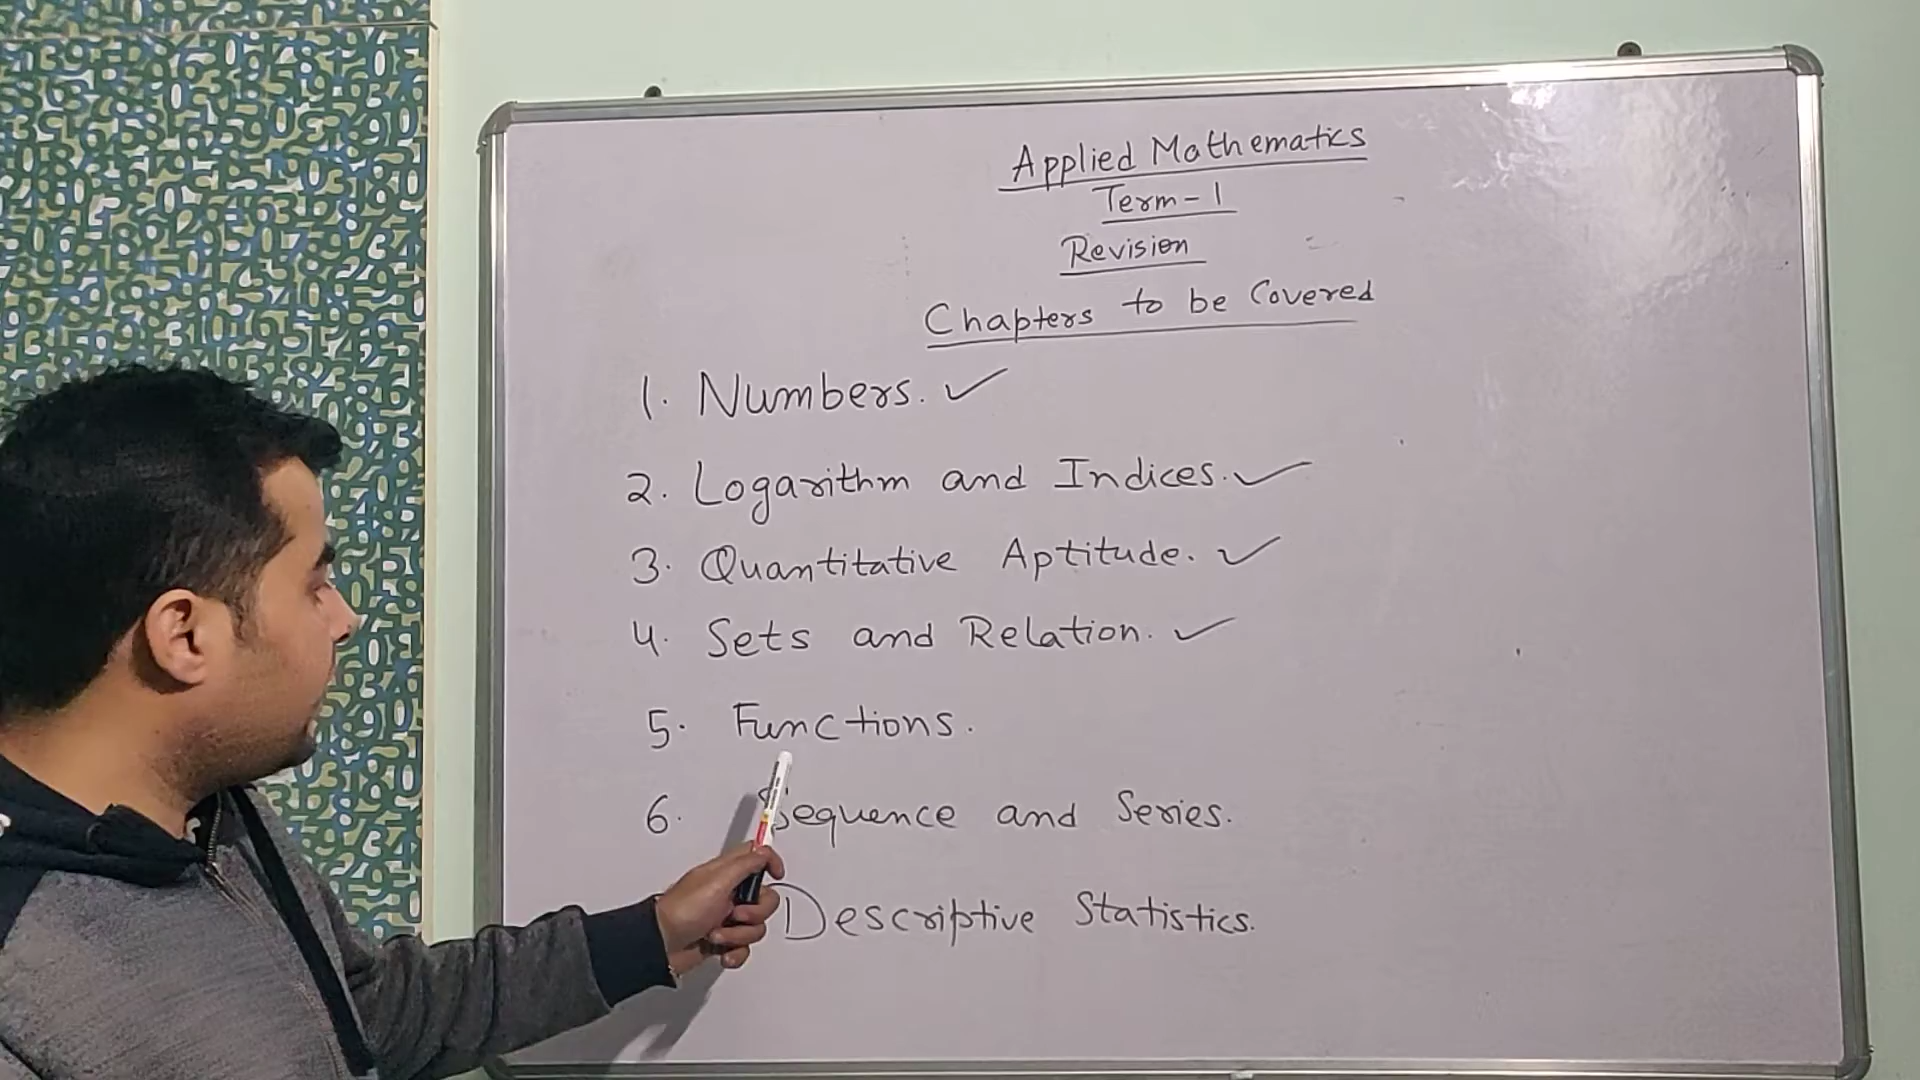 Applied Mathematics
Term - 1
Revision
Chapters to be Covered
1. Numbers. ✓
2. Logarithm and Indices. ✓
3. Quantitative Aptitude. ✓
4. Sets and Relation. ✓
5. Functions.
6. Sequence and Series.
Descriptive Statistics.